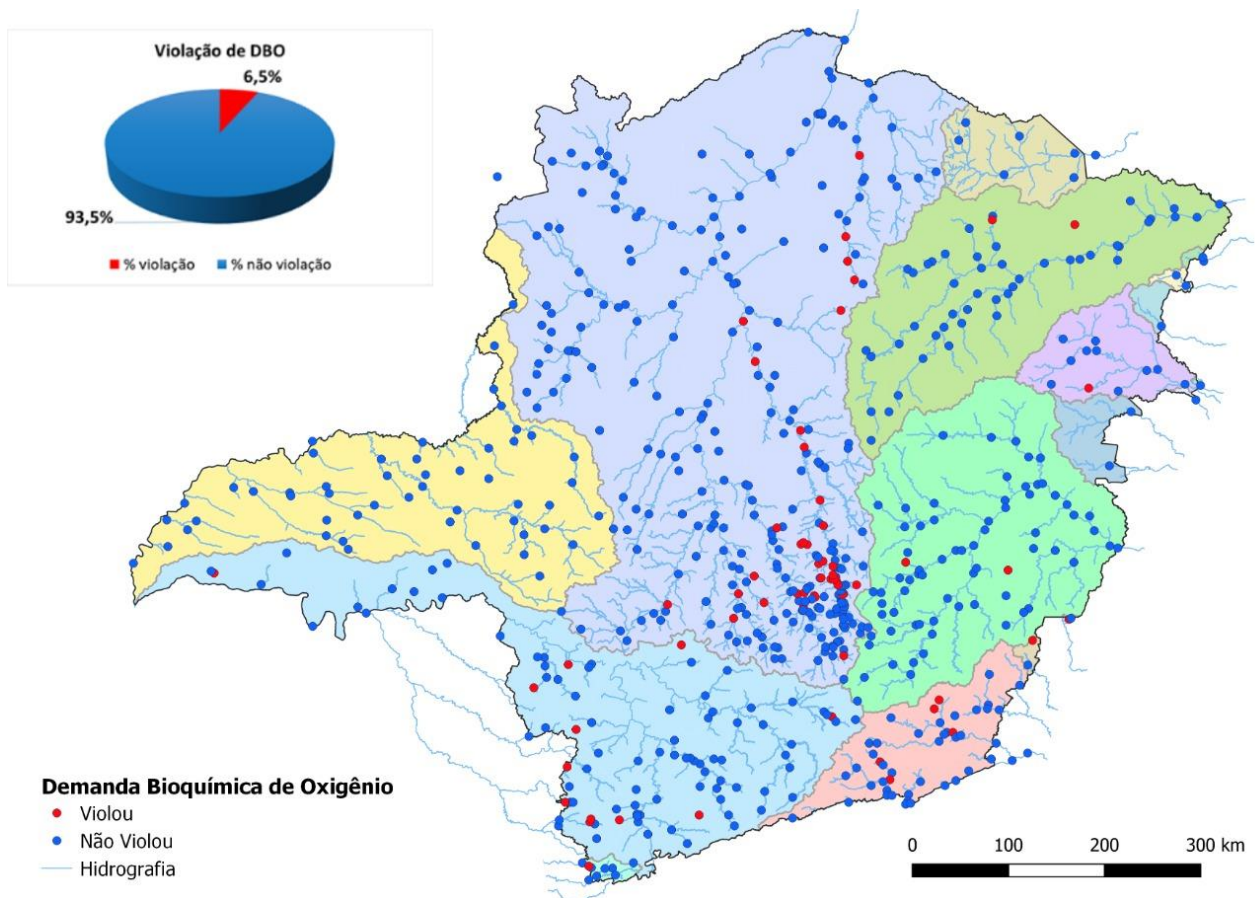 Violação de DBO
6,5%
93,5%
% violação % não violação
Demanda Bioquímica de Oxigênio
Violou
Não Violou
Hidrografia
0 100 200 300 km